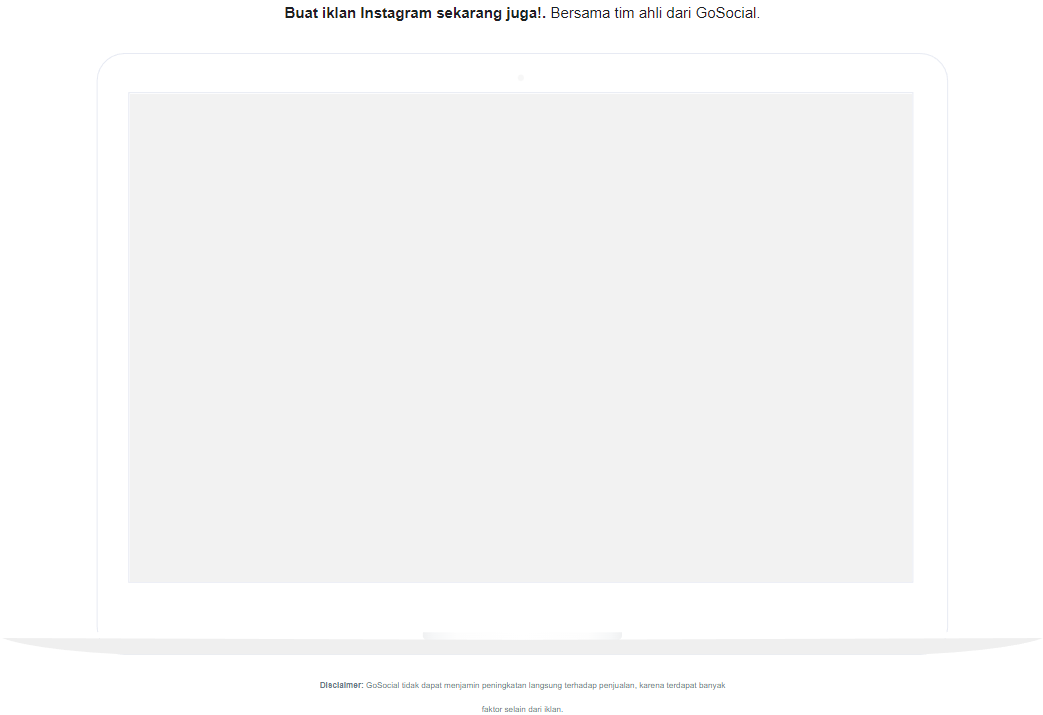 Buat iklan Instagram sekarang juga!. Bersama tim ahli dari GoSocial.
Disclaimer: GoSocial tidak dapat menjamin peningkatan langsung terhadap penjualan, karena terdapat banyak
faktor selain dari iklan.